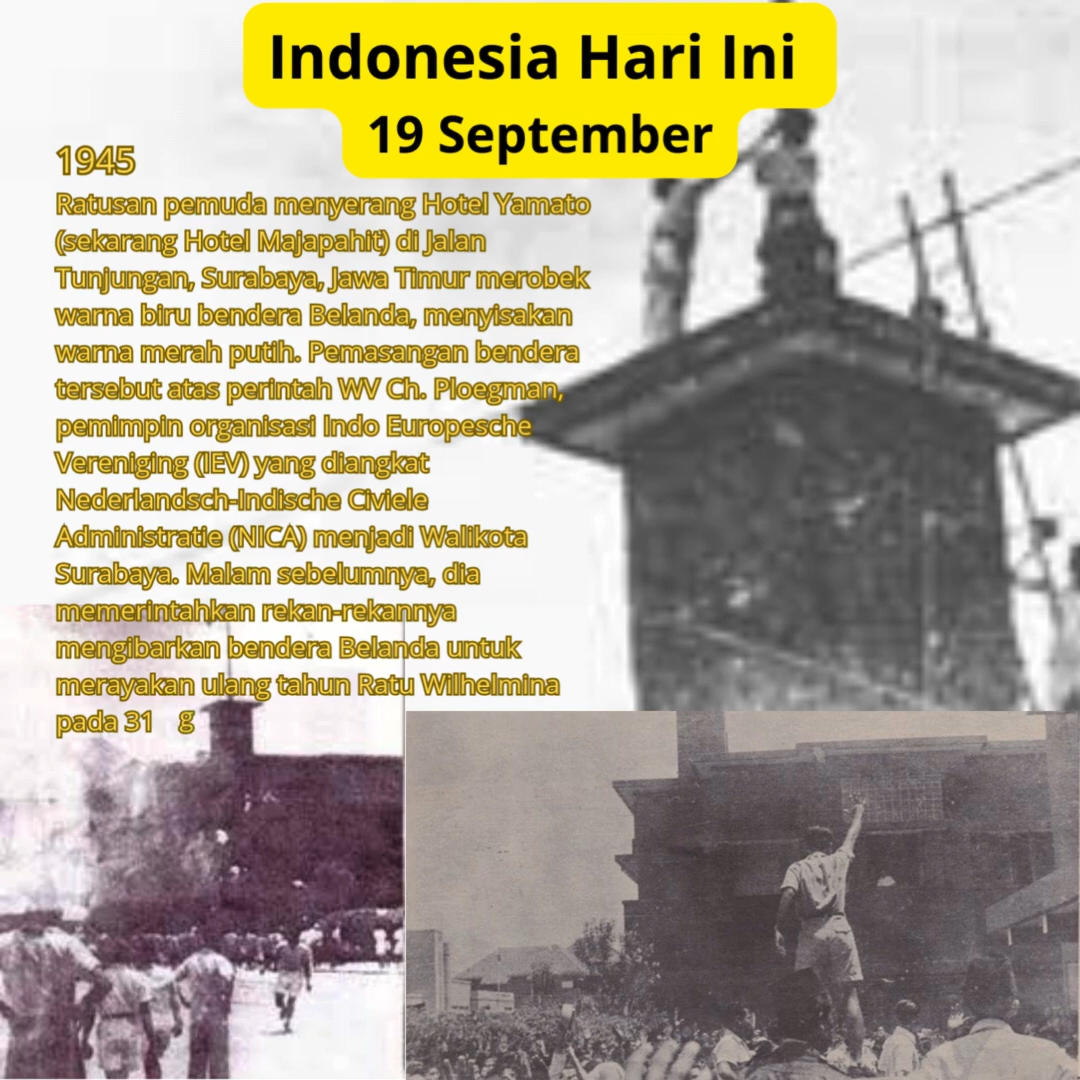 Indonesia Hari Ini
19 September
1945
Ratusan pemuda menyerang Hotel Yamato
(sekarang Hotel Majapahit) di Jalan
Tunjungan, Surabaya, Jawa Timur merobek
warna biru bendera Belanda, menyisakan
warna merah putih. Pemasangan bendera
tersebut atas perintah WV Ch. Ploegman,
pemimpin organisasi Indo Europesche
Vereniging (IEV) yang diangkat
Nederlandsch-Indische Civiele
Administratie (NICA) menjadi Walikota
Surabaya. Malam sebelumnya, dia
memerintahkan rekan-rekannya
mengibarkan bendera Belanda untuk
merayakan ulang tahun Ratu Wilhelmina
pada 31